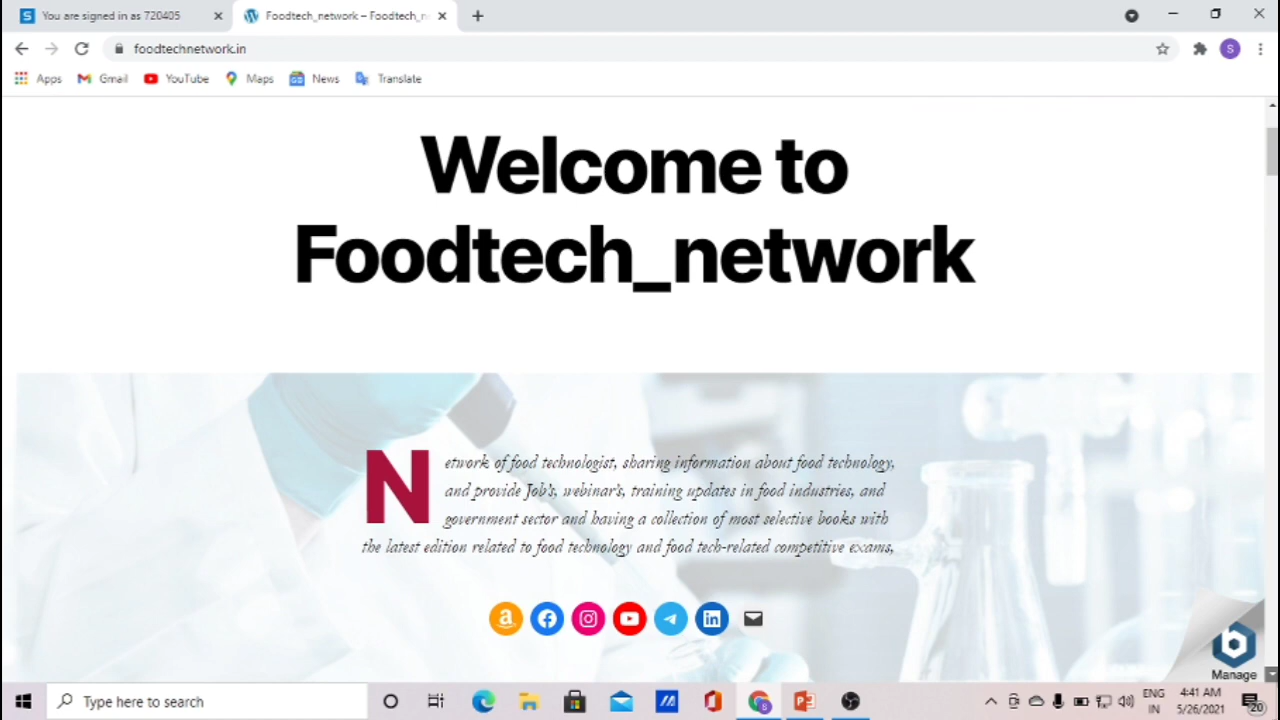 You are signed in as 720405
Foodtech_network – Foodtech_n
foodtechnetwork.in
S
Apps
Gmail
YouTube
Maps
News
Translate
Welcome to
Foodtech_network
Network of food technologist, sharing information about food technology,
and provide Job's, webinar's, training updates in food industries, and
government sector and having a collection of most selective books with
the latest edition related to food technology and food tech-related competitive exams,
Manage
Type here to search
ENG
IN
4:41 AM
5/26/2021
20